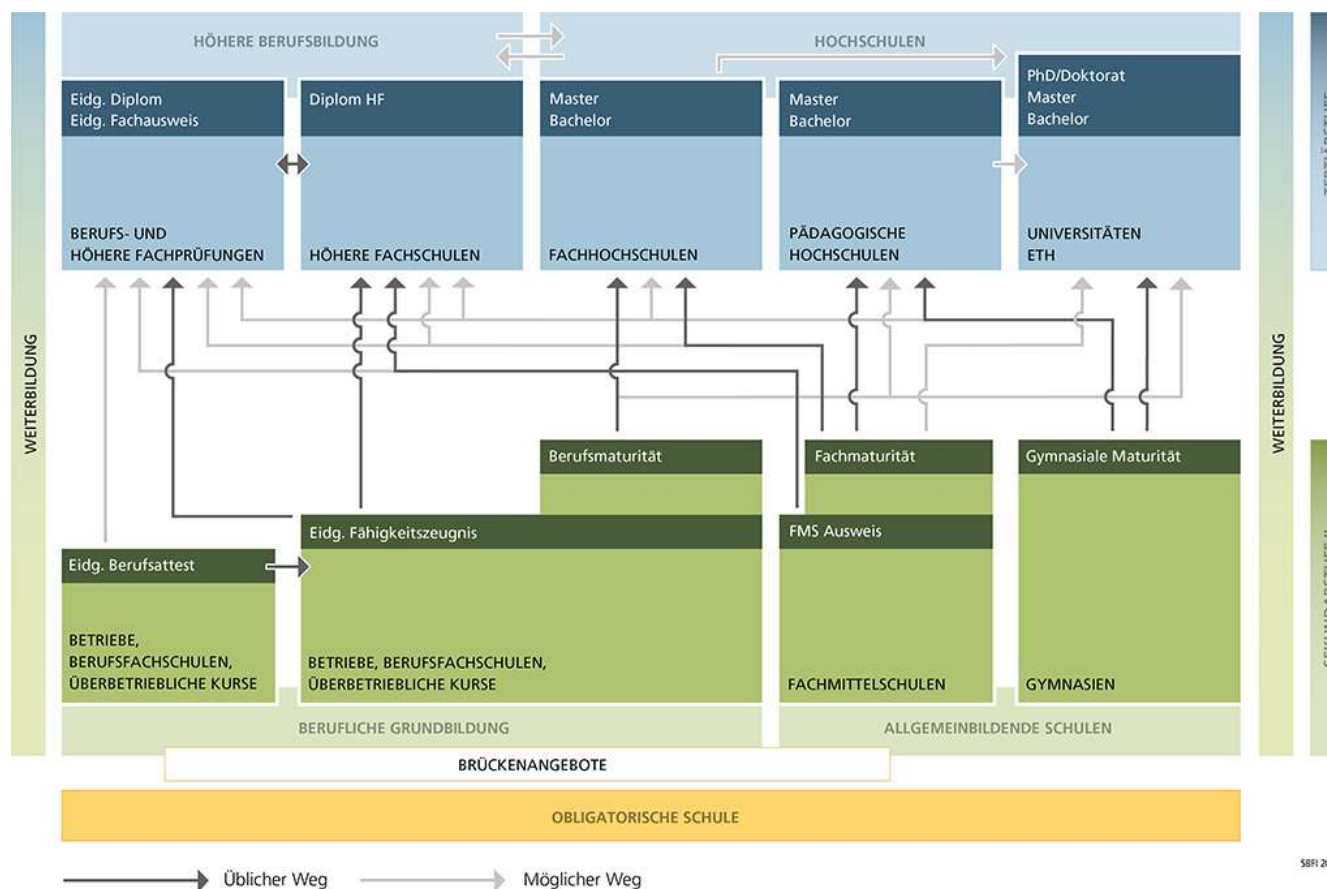 HÖHERE BERUFSBILDUNG
HOCHSCHULEN
Eidg. Diplom
Eidg. Fachausweis
BERUFS- UND
HÖHERE FACHPRÜFUNGEN
Diplom HF
HÖHERE FACHSCHULEN
Master
Bachelor
FACHHOCHSCHULEN
Master
Bachelor
PÄDAGOGISCHE
HOCHSCHULEN
PhD/Doktorat
Master
Bachelor
UNIVERSITÄTEN
ETH
WEITERBILDUNG
WEITERBILDUNG
Berufsmaturität
Fachmaturität
Gymnasiale Maturität
Eidg. Fähigkeitszeugnis
FMS Ausweis
Eidg. Berufsattest
BETRIEBE,
BERUFSFACHSCHULEN,
ÜBERBETRIEBLICHE KURSE
BETRIEBE, BERUFSFACHSCHULEN,
ÜBERBETRIEBLICHE KURSE
FACHMITTELSCHULEN
GYMNASIEN
BERUFLICHE GRUNDBILDUNG
ALLGEMEINBILDENDE SCHULEN
BRÜCKENANGEBOTE
OBLIGATORISCHE SCHULE
Üblicher Weg
Möglicher Weg
SBFI